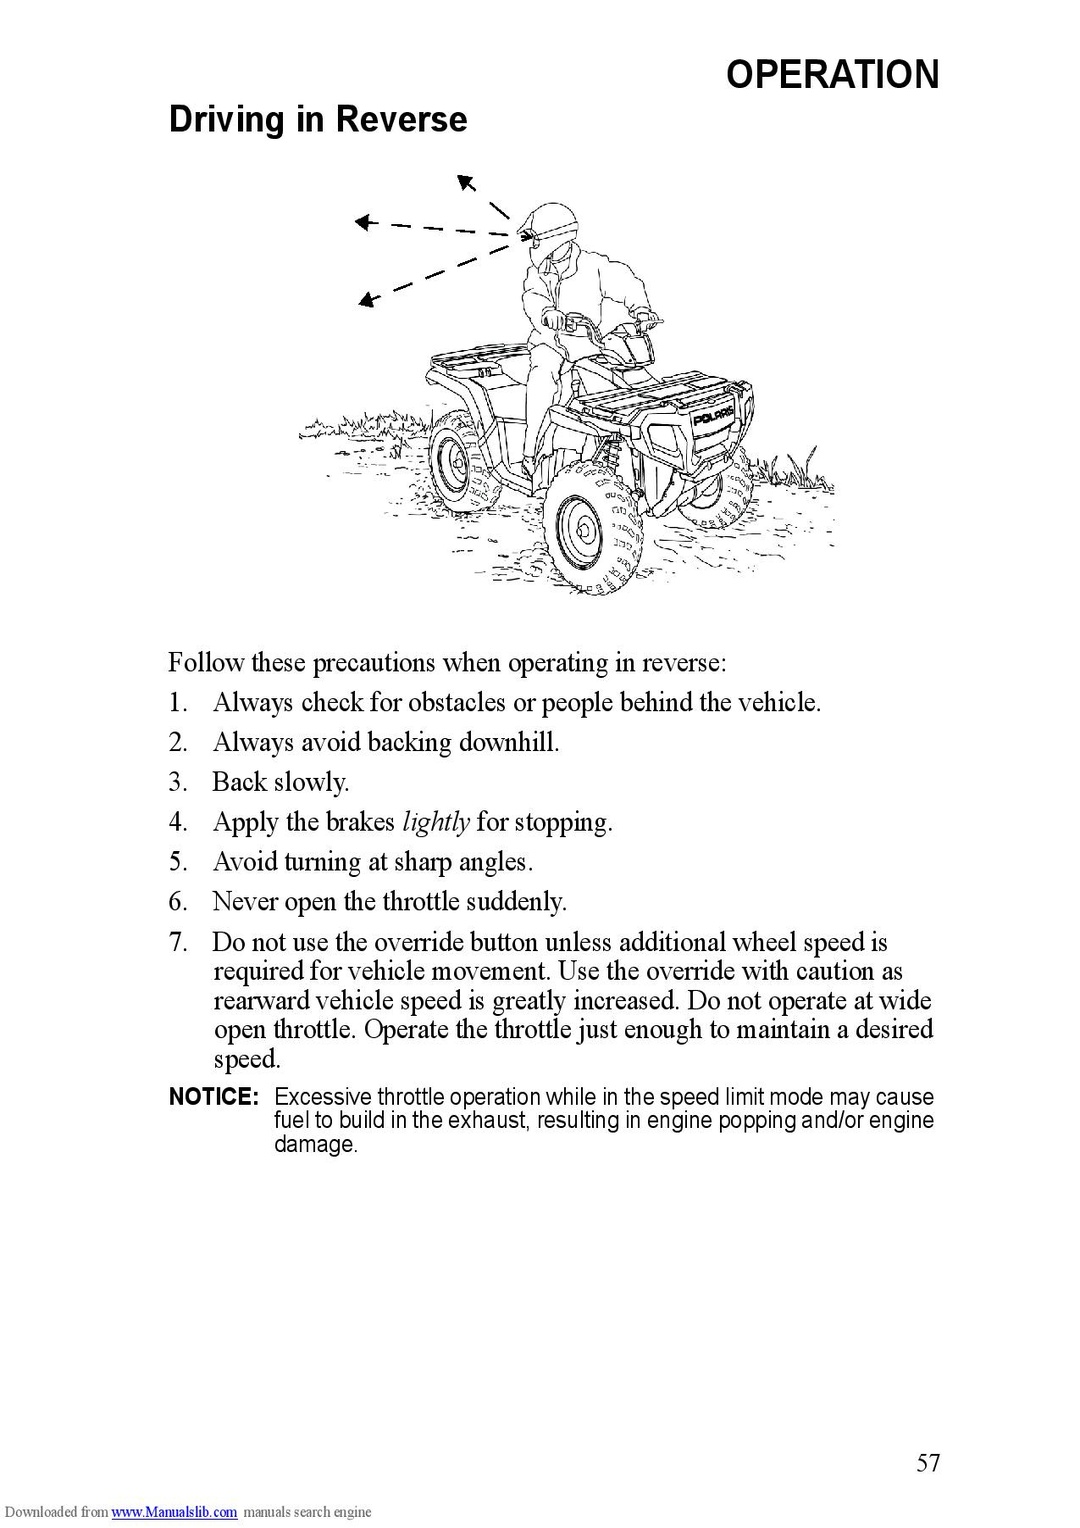 OPERATION
Driving in Reverse
POLARIS
Follow these precautions when operating in reverse:
1. Always check for obstacles or people behind the vehicle.
2. Always avoid backing downhill.
3. Back slowly.
4. Apply the brakes lightly for stopping.
5. Avoid turning at sharp angles.
6. Never open the throttle suddenly.
7. Do not use the override button unless additional wheel speed is
required for vehicle movement. Use the override with caution as
rearward vehicle speed is greatly increased. Do not operate at wide
open throttle. Operate the throttle just enough to maintain a desired
speed.
NOTICE: Excessive throttle operation while in the speed limit mode may cause
fuel to build in the exhaust, resulting in engine popping and/or engine
damage.
57
Downloaded from www.Manualslib.com manuals search engine